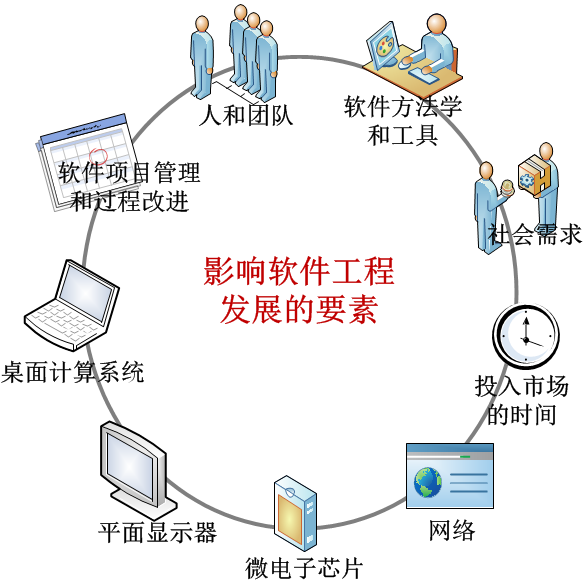 人和团队
软件方法学
和工具
软件项目管理
和过程改进
社会需求
影响软件工程
发展的要素
桌面计算系统
投入市场
的时间
平面显示器
网络
微电子芯片